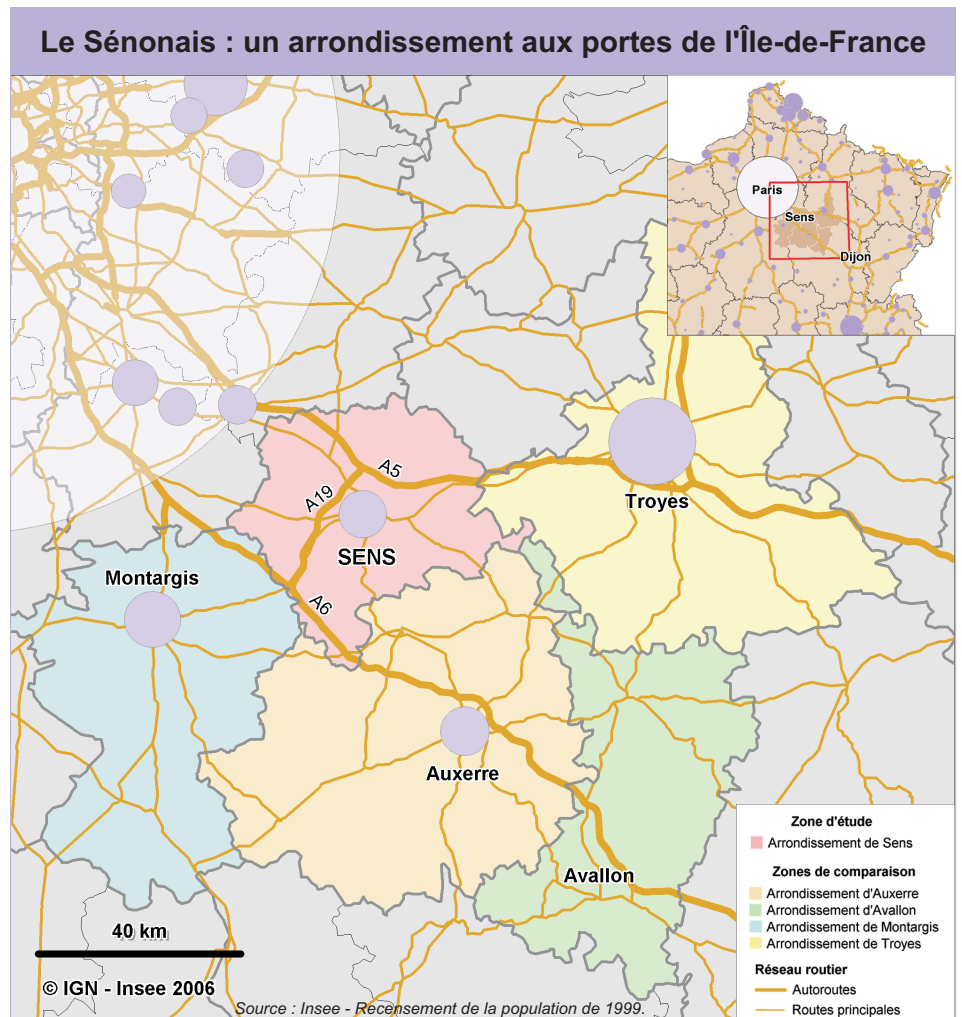 Le Sénonais : un arrondissement aux portes de l'Île-de-France
Paris
Sens
Dijon
A5
A19
Troyes
SENS
Montargis
A6
Auxerre
Avallon
Zone d'étude
Arrondissement de Sens
Zones de comparaison
Arrondissement d'Auxerre
Arrondissement d'Avallon
Arrondissement de Montargis
Arrondissement de Troyes
Réseau routier
Autoroutes
Routes principales
40 km
© IGN - Insee 2006
Source : Insee - Recensement de la population de 1999.